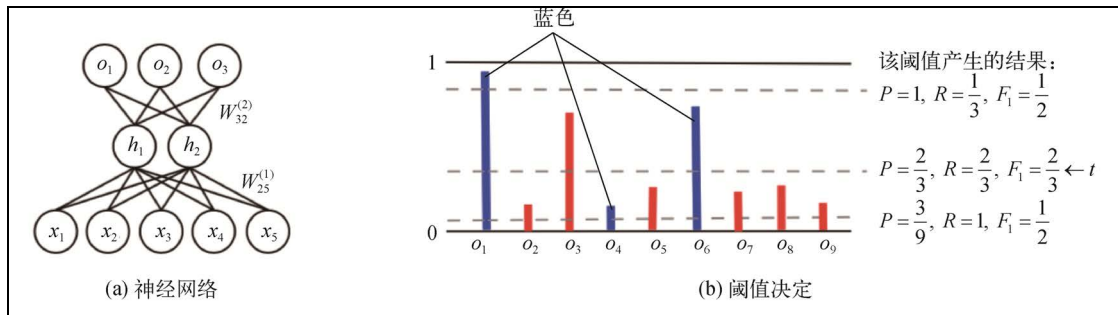 o₁ o₂ o₃
W₃₂⁽²⁾
h₁ h₂
W₂₅⁽¹⁾
x₁ x₂ x₃ x₄ x₅
(a) 神经网络
蓝色
1
0
o₁ o₂ o₃ o₄ o₅ o₆ o₇ o₈ o₉
该阈值产生的结果：
P=1, R=1/3, F₁=1/2
P=2/3, R=2/3, F₁=2/3←t
P=3/9, R=1, F₁=1/2
(b) 阈值决定